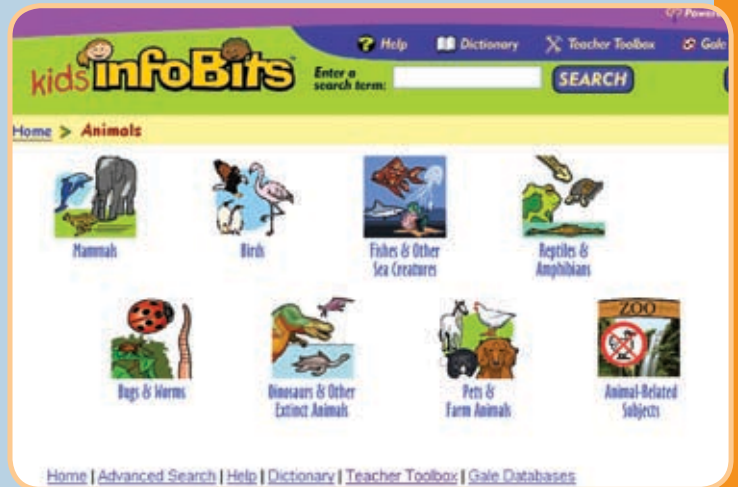 Powered
Help Dictionary Teacher Toolbox Gale
kids infoBits
Enter a
search term:
SEARCH
Home > Animals
Mammals
Birds
Fishes & Other
Sea Creatures
Reptiles &
Amphibians
Bugs & Worms
Dinosaurs & Other
Extinct Animals
Pets &
Farm Animals
ZOO
Animal-Related
Subjects
Home | Advanced Search | Help | Dictionary | Teacher Toolbox | Gale Databases